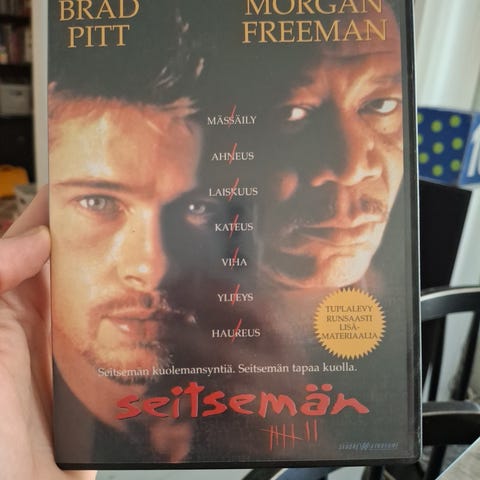 BRAD
PITT
MORGAN
FREEMAN
MÄSSÄILY
AHNEUS
LAISKUUS
KATEUS
VIHA
YLPEYS
HAUREUS
TUPLALEVY
RUNSAASTI
LISÄ-
MATERIAALIA
Seitsemän kuolemansyntiä. Seitsemän tapaa kuolla.
seitsemän